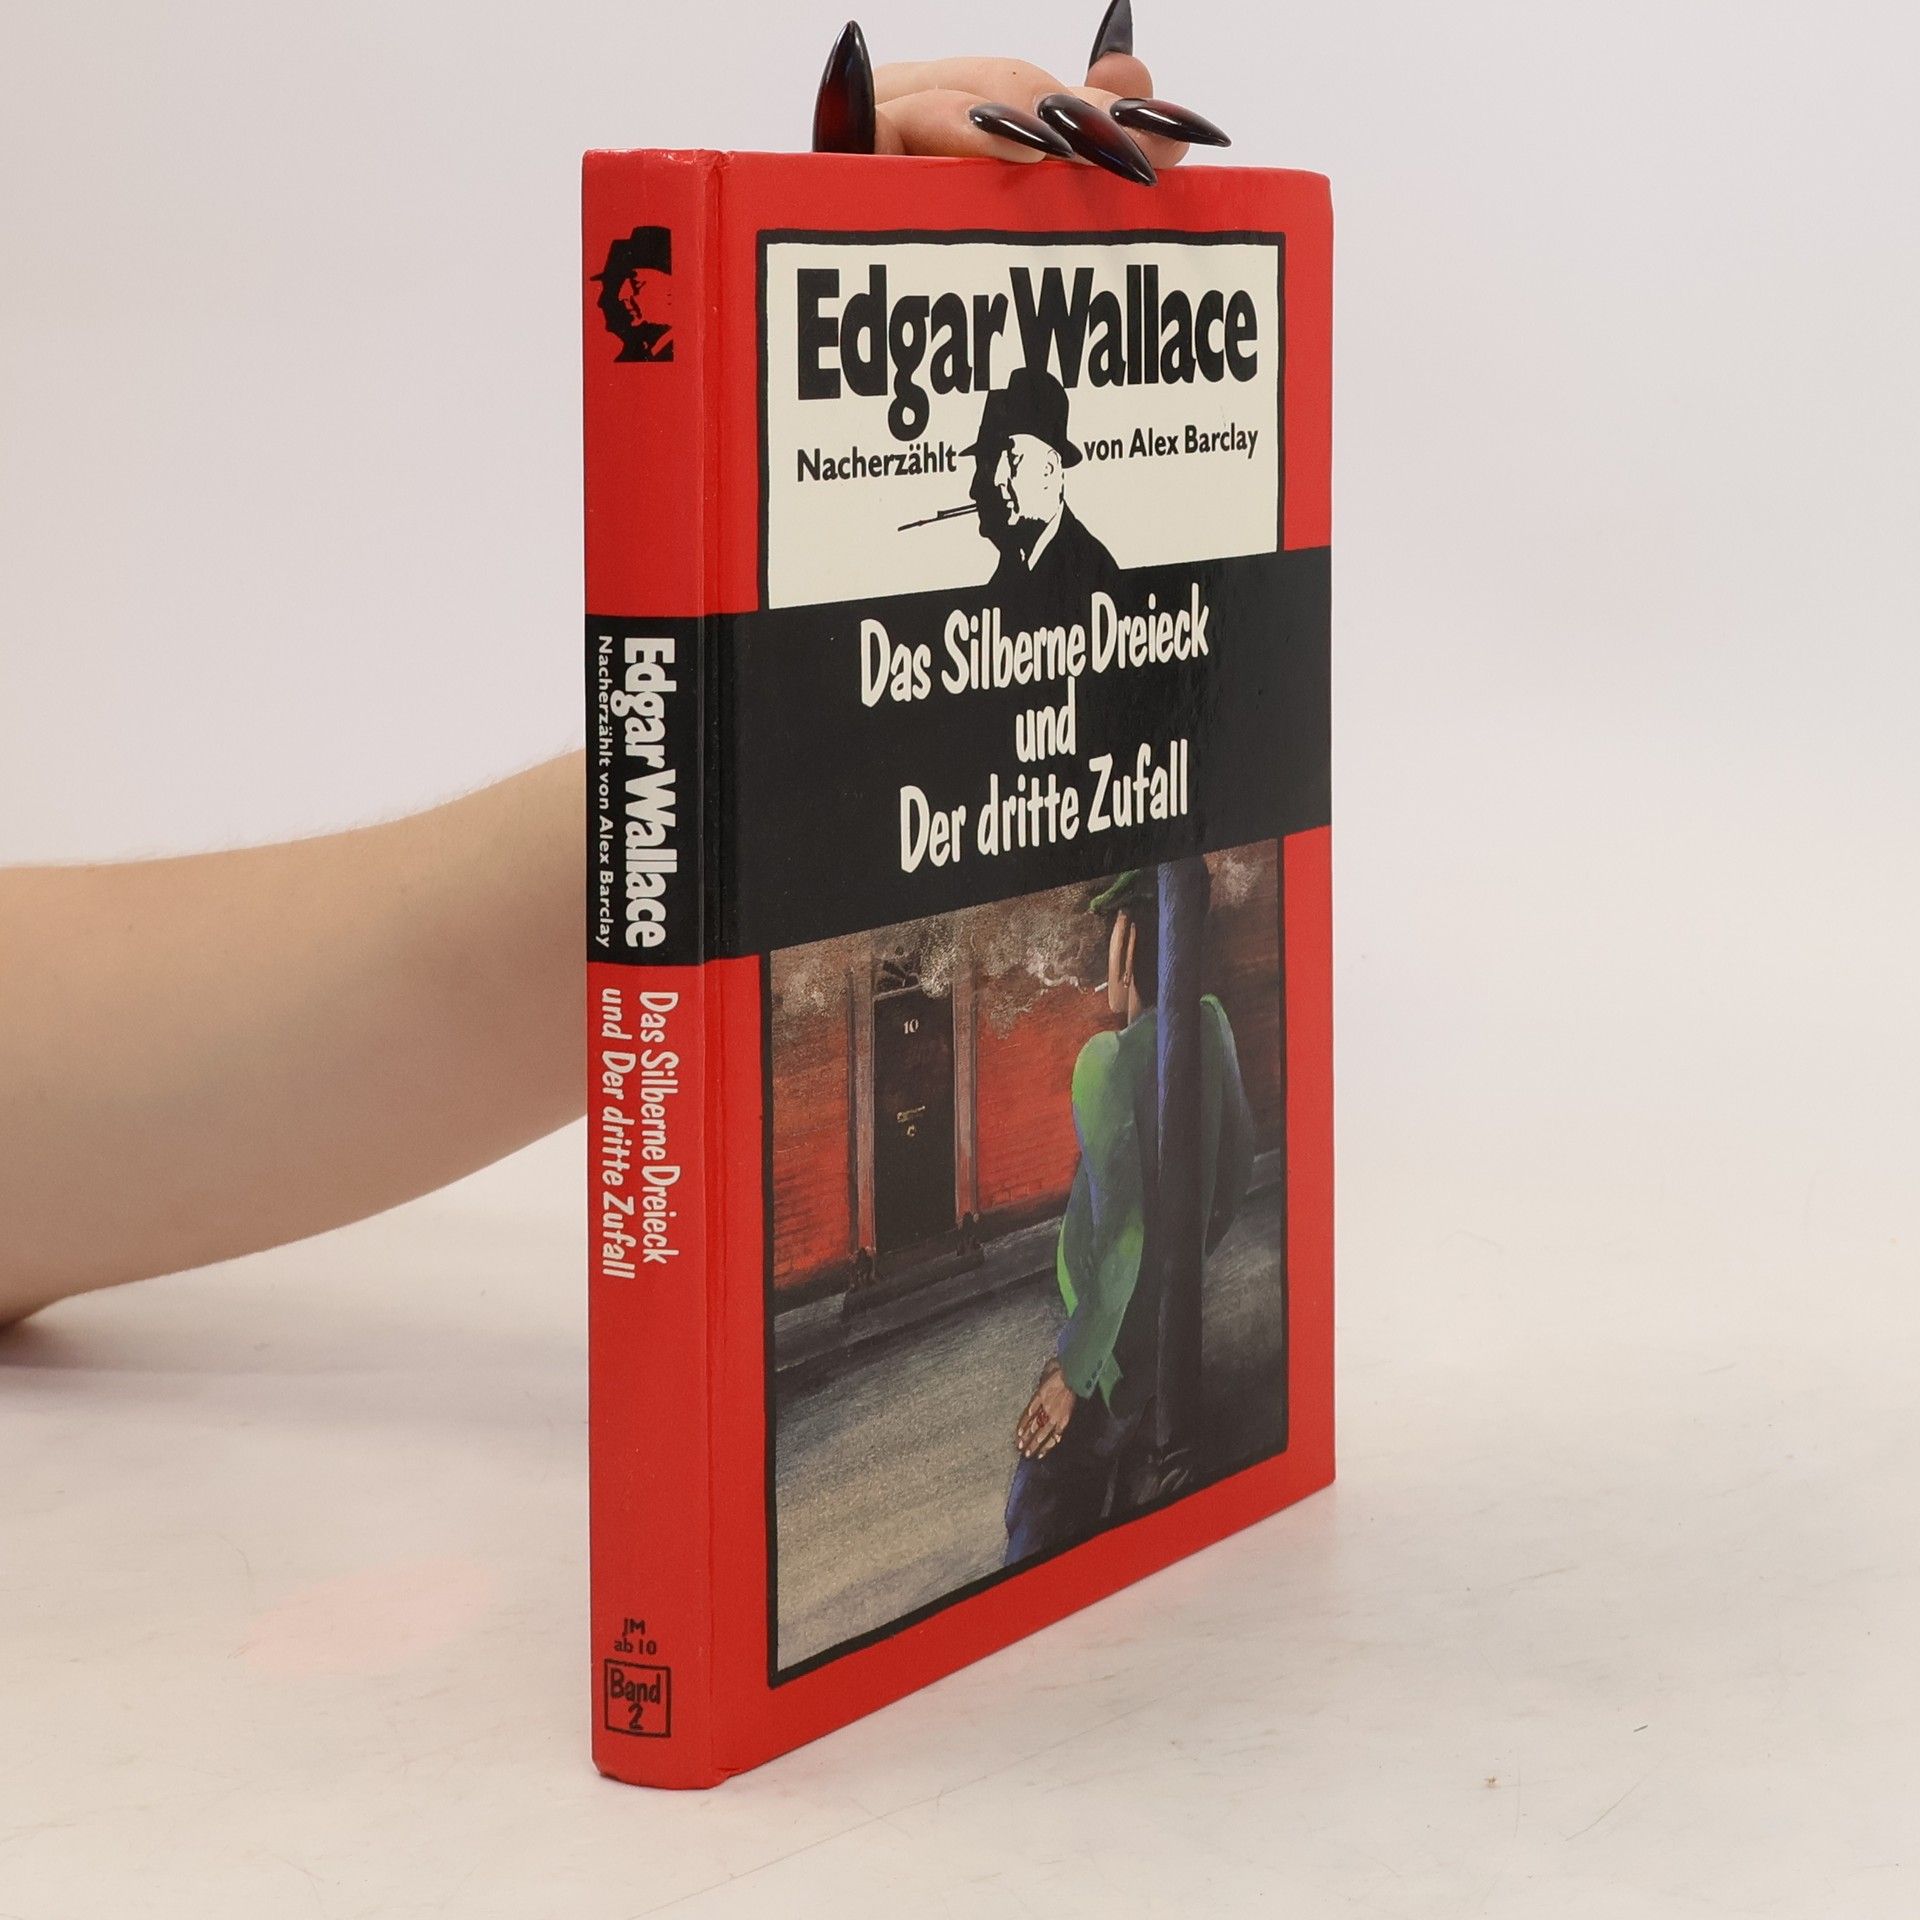 Edgar Wallace
Nacherzählt von Alex Barclay
Das Silberne Dreieck
und
Der dritte Zufall
10
Edgar Wallace
Nacherzählt von Alex Barclay
Das Silberne Dreieck
und Der dritte Zufall
JM
ab 10
Band
2